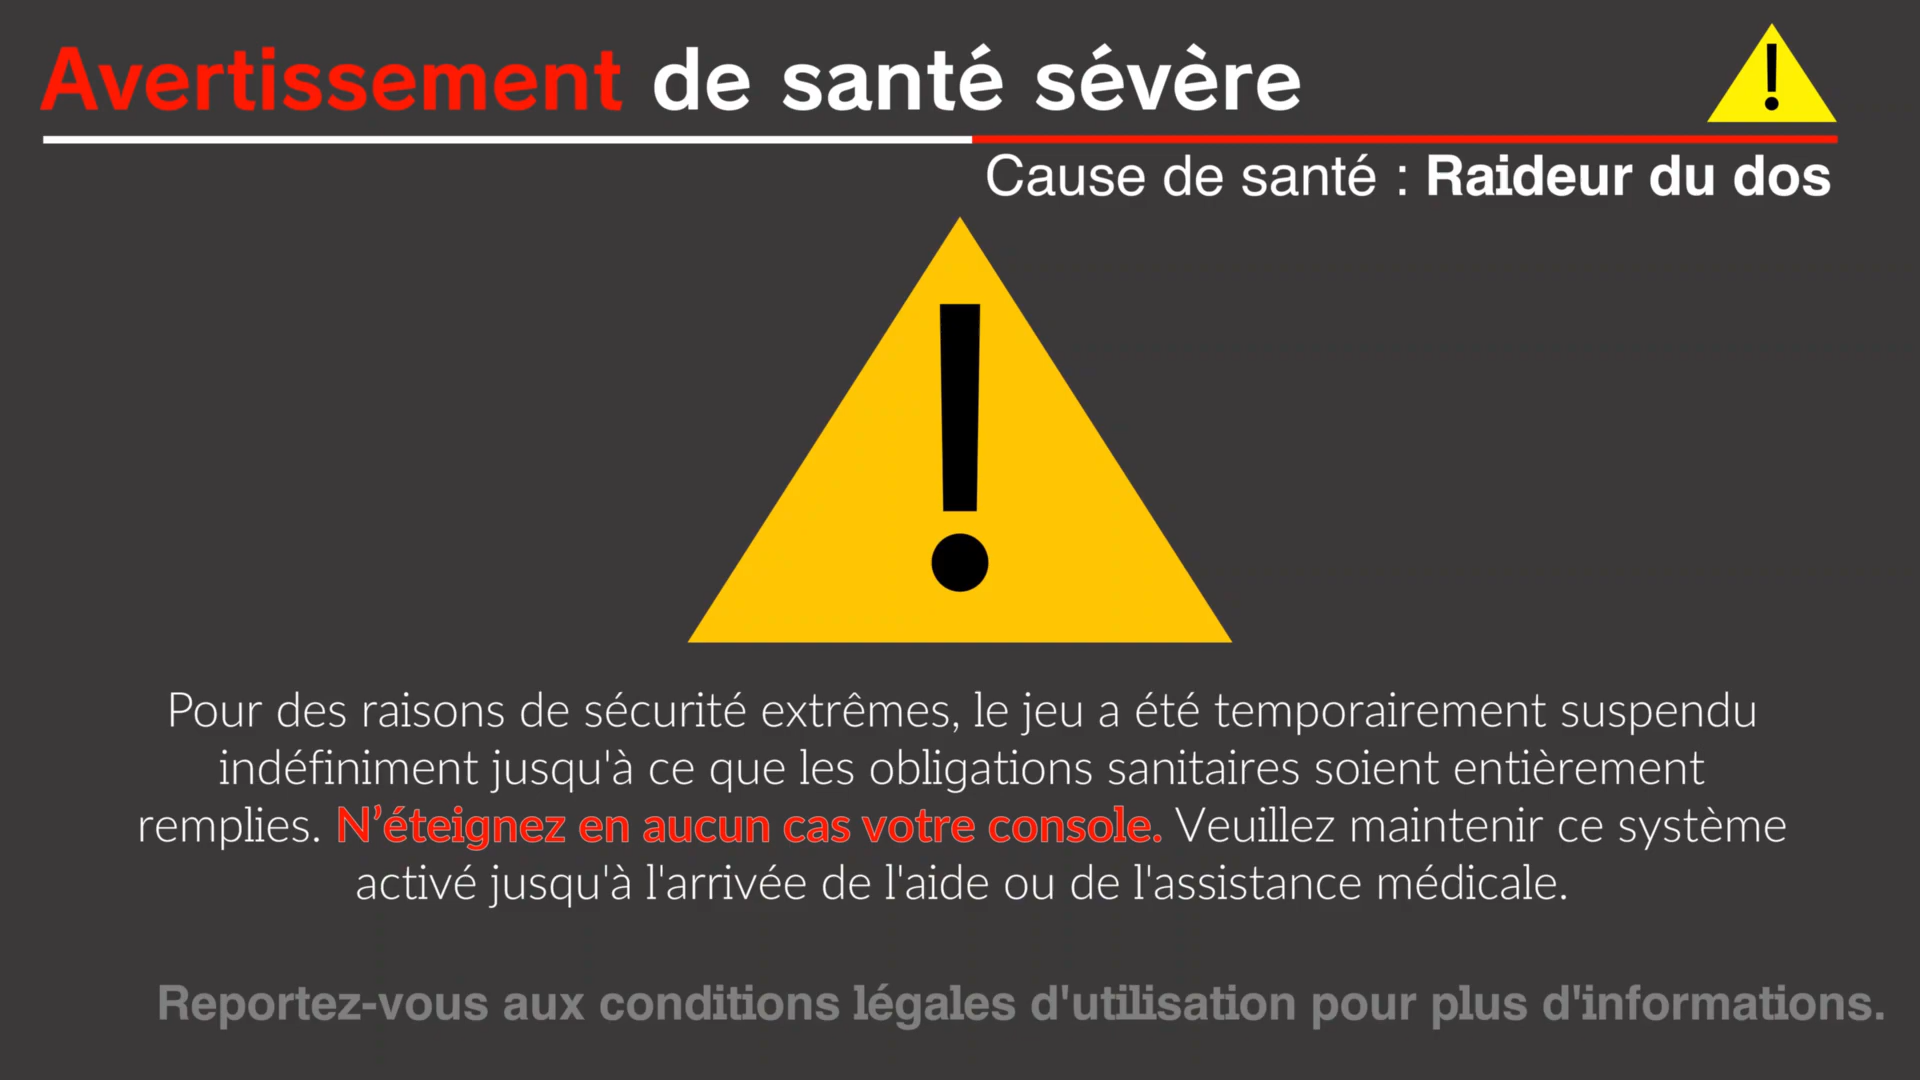 Avertissement de santé sévère
!
Cause de santé : Raideur du dos
!
Pour des raisons de sécurité extrêmes, le jeu a été temporairement suspendu
indéfiniment jusqu'à ce que les obligations sanitaires soient entièrement
remplies. N’éteignez en aucun cas votre console. Veuillez maintenir ce système
activé jusqu'à l'arrivée de l'aide ou de l'assistance médicale.
Reportez-vous aux conditions légales d'utilisation pour plus d'informations.